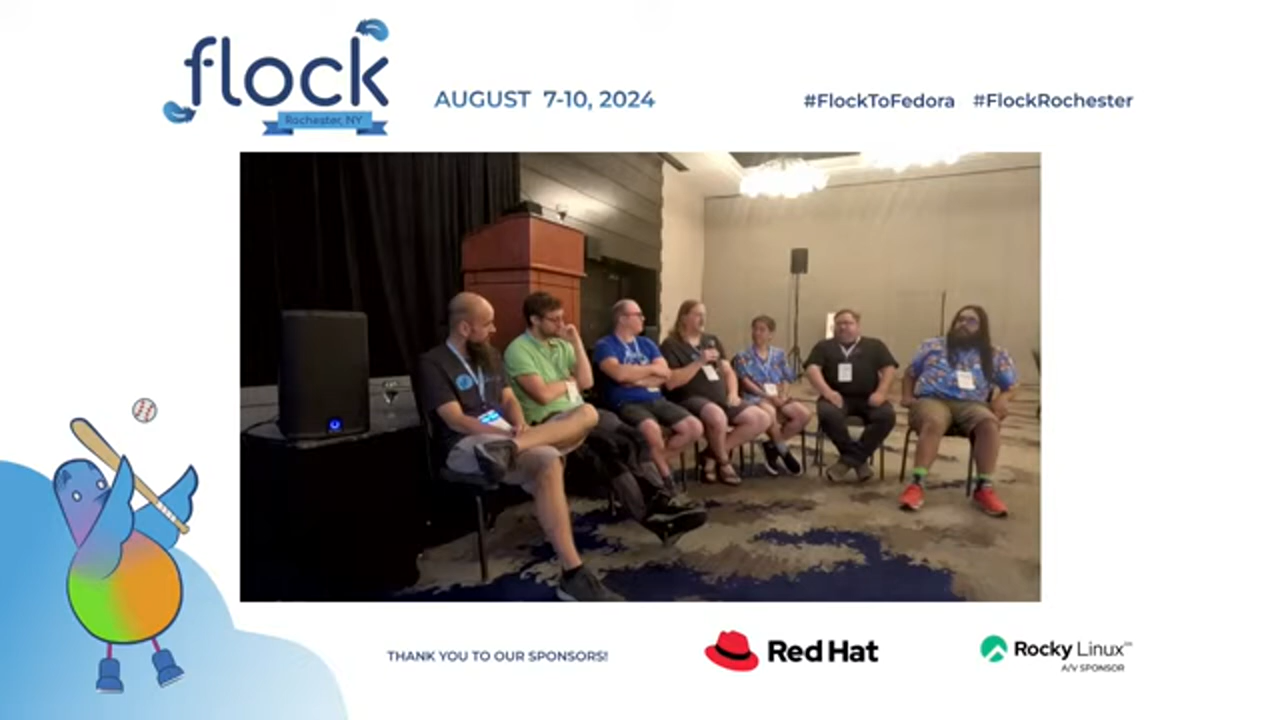 flock
Rochester, NY
AUGUST 7-10, 2024
#FlockToFedora #FlockRochester
THANK YOU TO OUR SPONSORS!
Red Hat
Rocky Linux
A/V SPONSOR